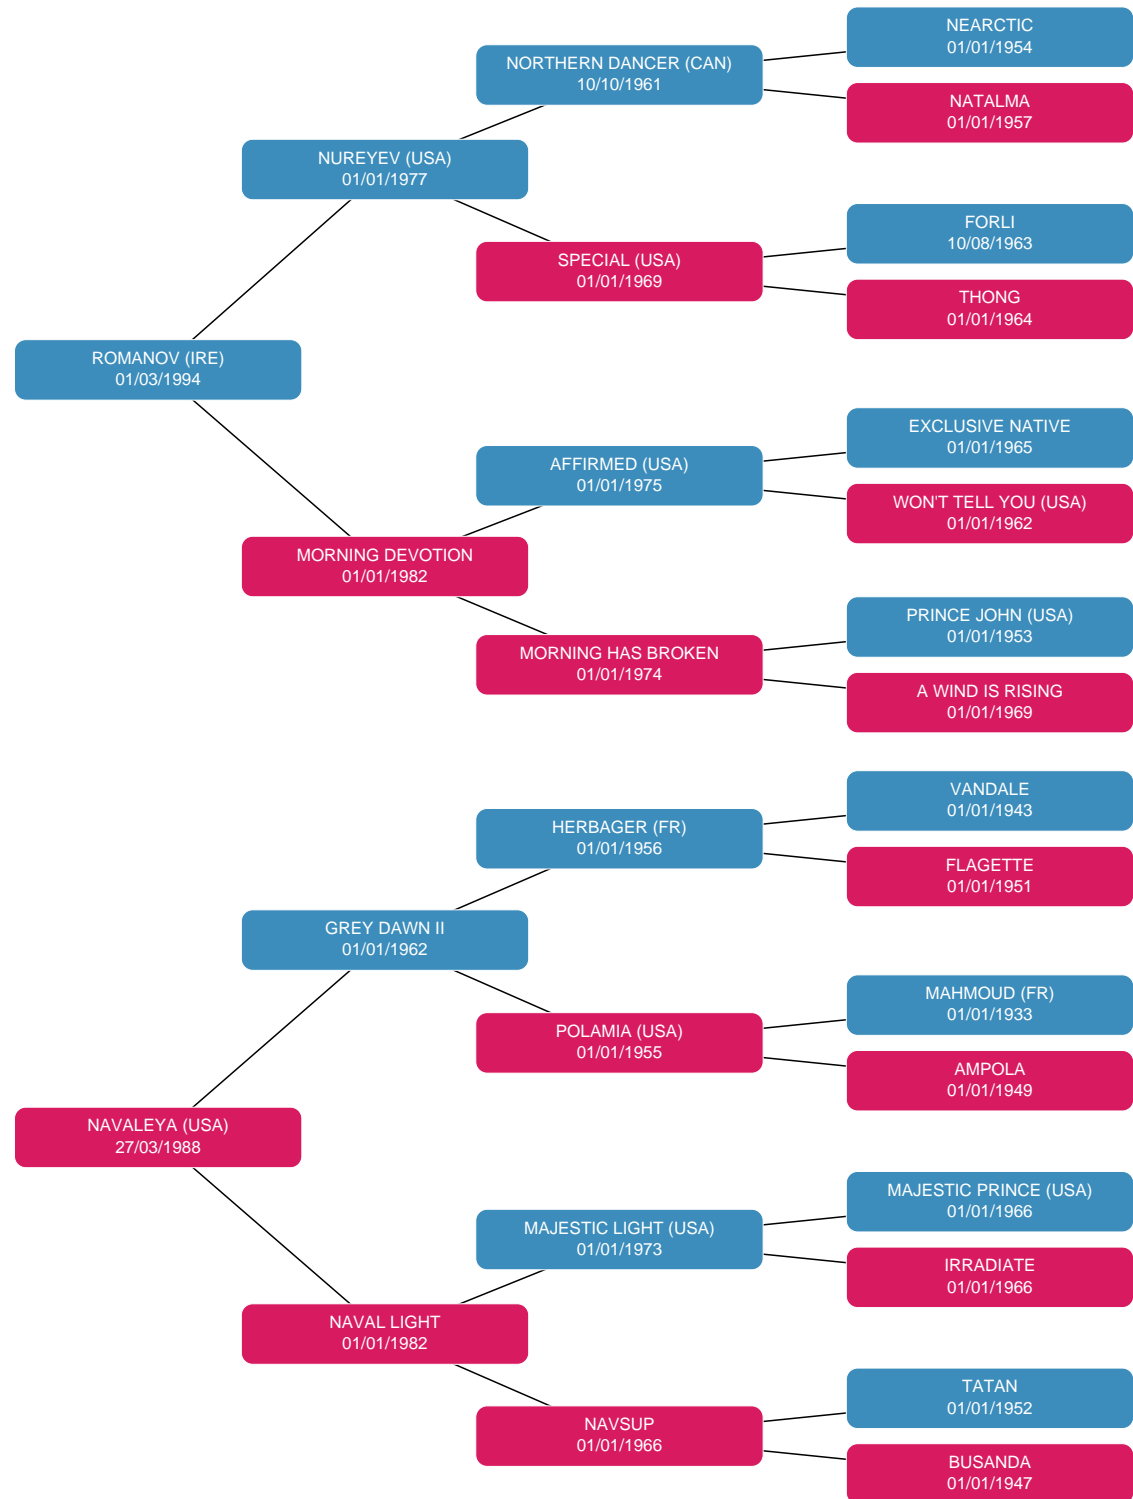 NEARCTIC
01/01/1954
NORTHERN DANCER (CAN)
10/10/1961
NATALMA
01/01/1957
NUREYEV (USA)
01/01/1977
FORLI
10/08/1963
SPECIAL (USA)
01/01/1969
THONG
01/01/1964
ROMANOV (IRE)
01/03/1994
EXCLUSIVE NATIVE
01/01/1965
AFFIRMED (USA)
01/01/1975
WON'T TELL YOU (USA)
01/01/1962
MORNING DEVOTION
01/01/1982
PRINCE JOHN (USA)
01/01/1953
MORNING HAS BROKEN
01/01/1974
A WIND IS RISING
01/01/1969
VANDALE
01/01/1943
HERBAGER (FR)
01/01/1956
FLAGETTE
01/01/1951
GREY DAWN II
01/01/1962
MAHMOUD (FR)
01/01/1933
POLAMIA (USA)
01/01/1955
AMPOLA
01/01/1949
NAVALEYA (USA)
27/03/1988
MAJESTIC PRINCE (USA)
01/01/1966
MAJESTIC LIGHT (USA)
01/01/1973
IRRADIATE
01/01/1966
NAVAL LIGHT
01/01/1982
TATAN
01/01/1952
NAVSUP
01/01/1966
BUSANDA
01/01/1947